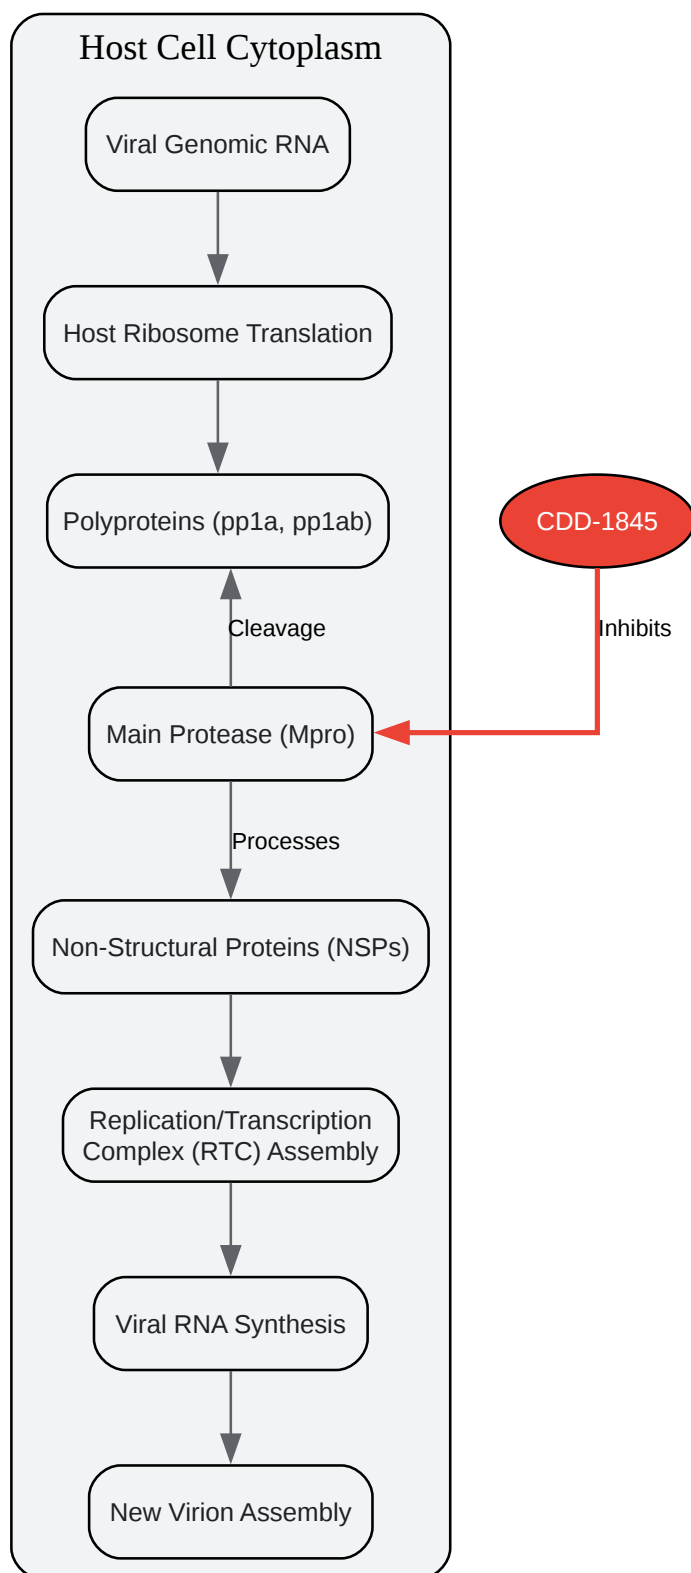 Host Cell Cytoplasm
Viral Genomic RNA
Host Ribosome Translation
Polyproteins (pp1a, pp1ab)
CDD-1845
Cleavage
Inhibits
Main Protease (Mpro)
Processes
Non-Structural Proteins (NSPs)
Replication/Transcription
Complex (RTC) Assembly
Viral RNA Synthesis
New Virion Assembly